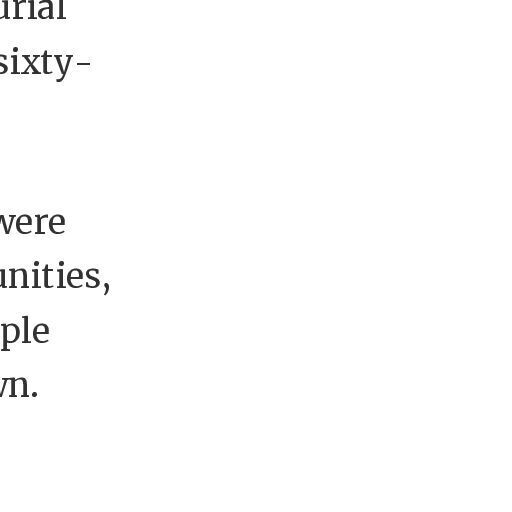 urial
sixty-
were
unities,
ple
wn.